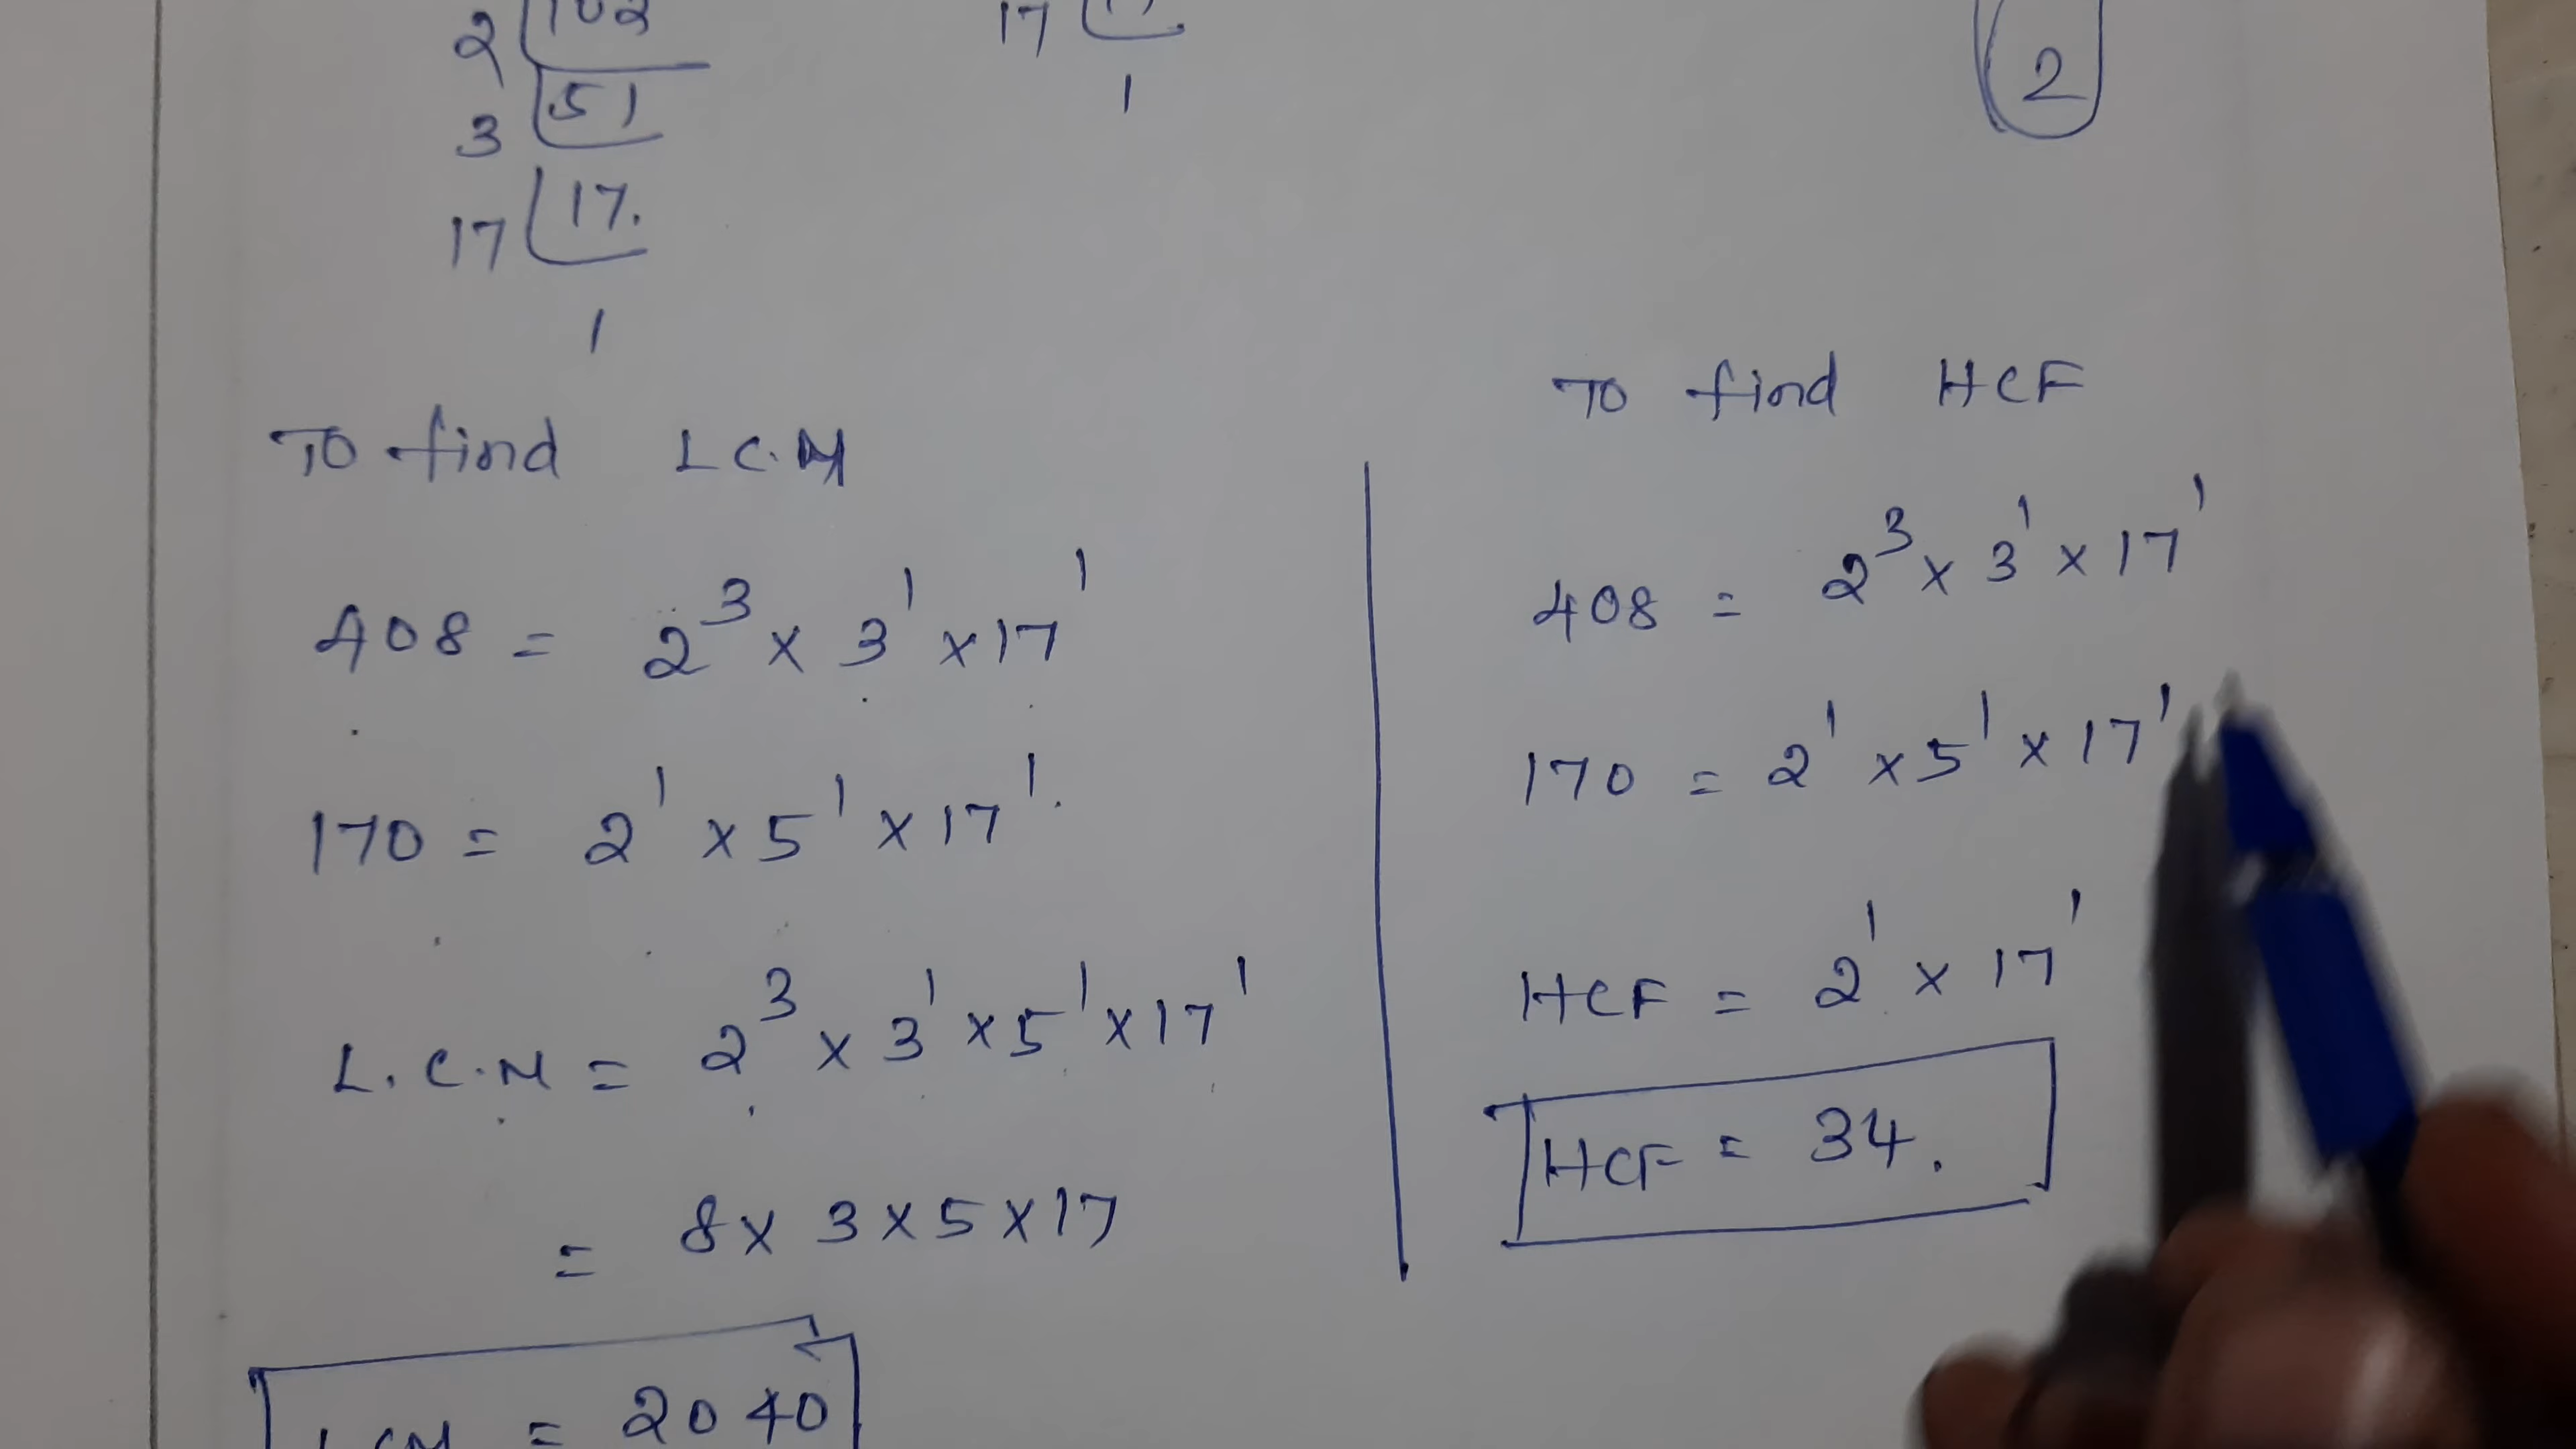 2 102
17
1
2
3 51
17 17.
1
To find L.C.M
408 = 2³ × 3¹ × 17¹
170 = 2¹ × 5¹ × 17¹.
L.C.M = 2³ × 3¹ × 5¹ × 17¹
= 8 × 3 × 5 × 17
LCM = 2040
To find HCF
408 = 2³ × 3¹ × 17¹
170 = 2¹ × 5¹ × 17¹
HCF = 2¹ × 17¹
HCF = 34.